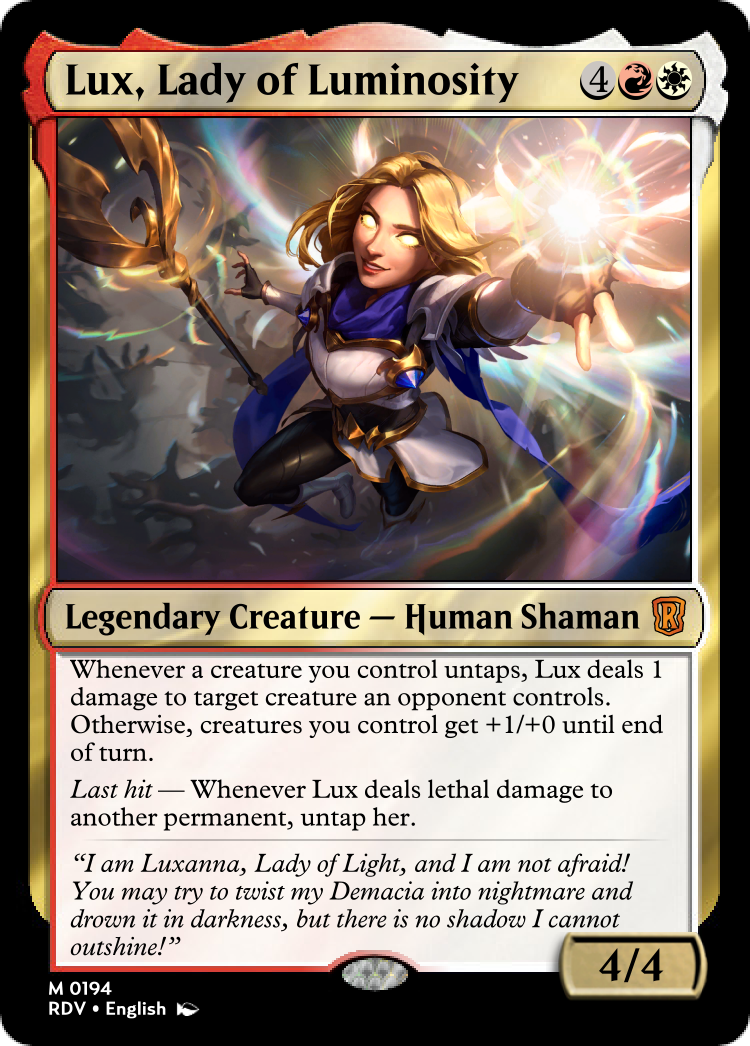 Lux, Lady of Luminosity 4
Legendary Creature — Human Shaman R
Whenever a creature you control untaps, Lux deals 1
damage to target creature an opponent controls.
Otherwise, creatures you control get +1/+0 until end
of turn.
Last hit — Whenever Lux deals lethal damage to
another permanent, untap her.
“I am Luxanna, Lady of Light, and I am not afraid!
You may try to twist my Demacia into nightmare and
drown it in darkness, but there is no shadow I cannot
outshine!”
4/4
M 0194
RDV • English